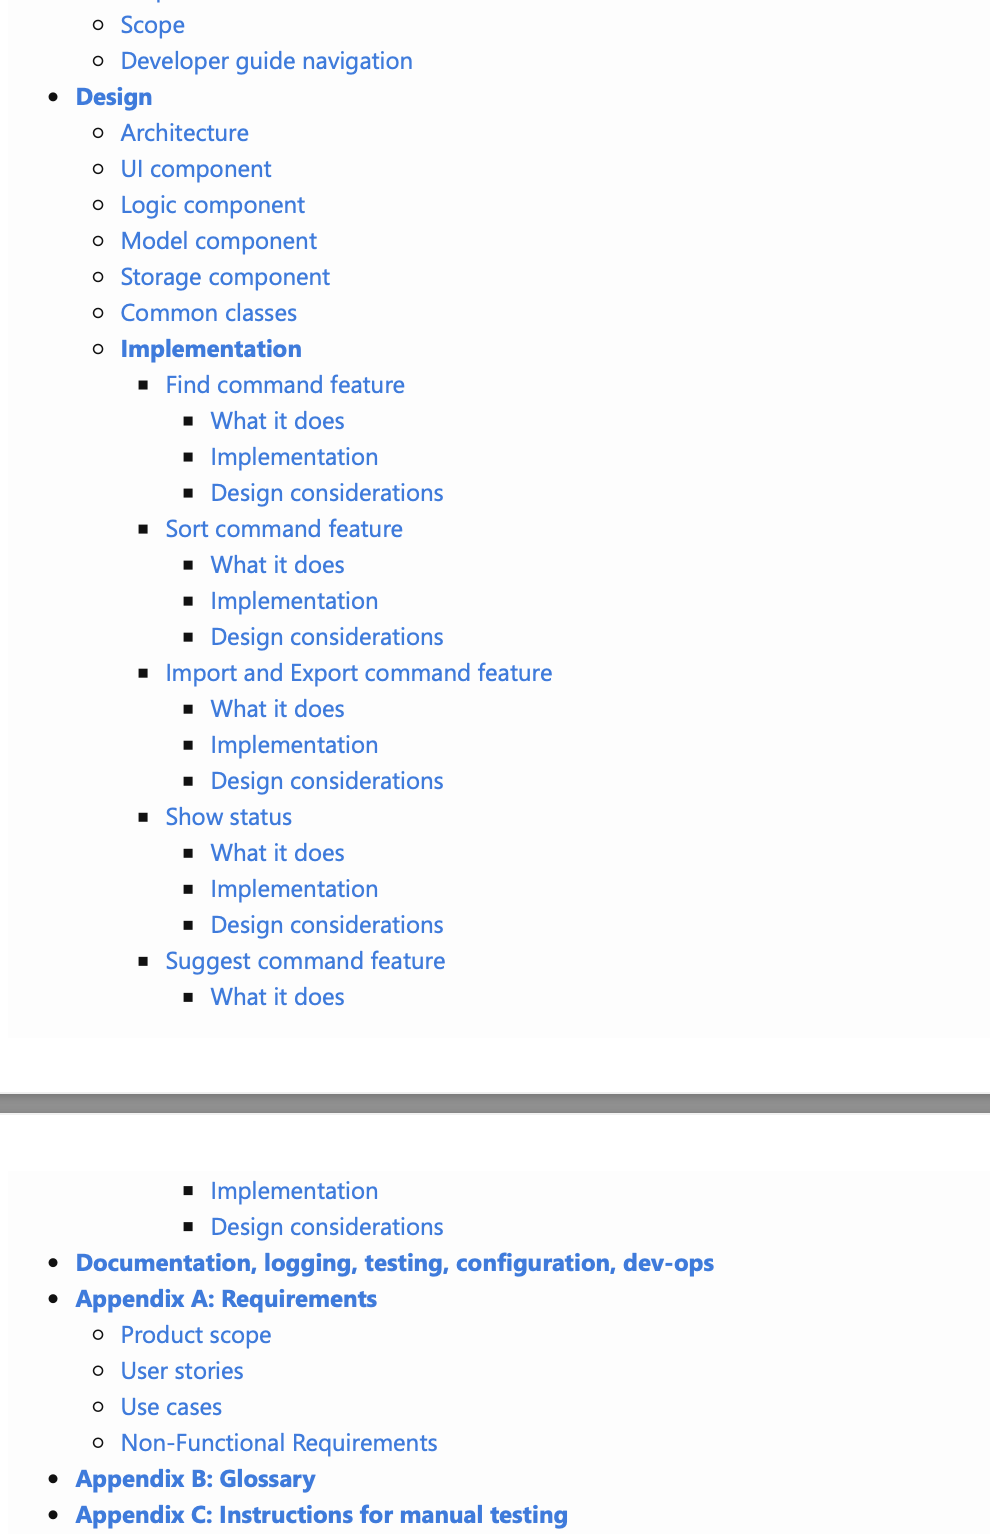 Scope
Developer guide navigation
Design
Architecture
UI component
Logic component
Model component
Storage component
Common classes
Implementation
Find command feature
What it does
Implementation
Design considerations
Sort command feature
What it does
Implementation
Design considerations
Import and Export command feature
What it does
Implementation
Design considerations
Show status
What it does
Implementation
Design considerations
Suggest command feature
What it does
Implementation
Design considerations
Documentation, logging, testing, configuration, dev-ops
Appendix A: Requirements
Product scope
User stories
Use cases
Non-Functional Requirements
Appendix B: Glossary
Appendix C: Instructions for manual testing